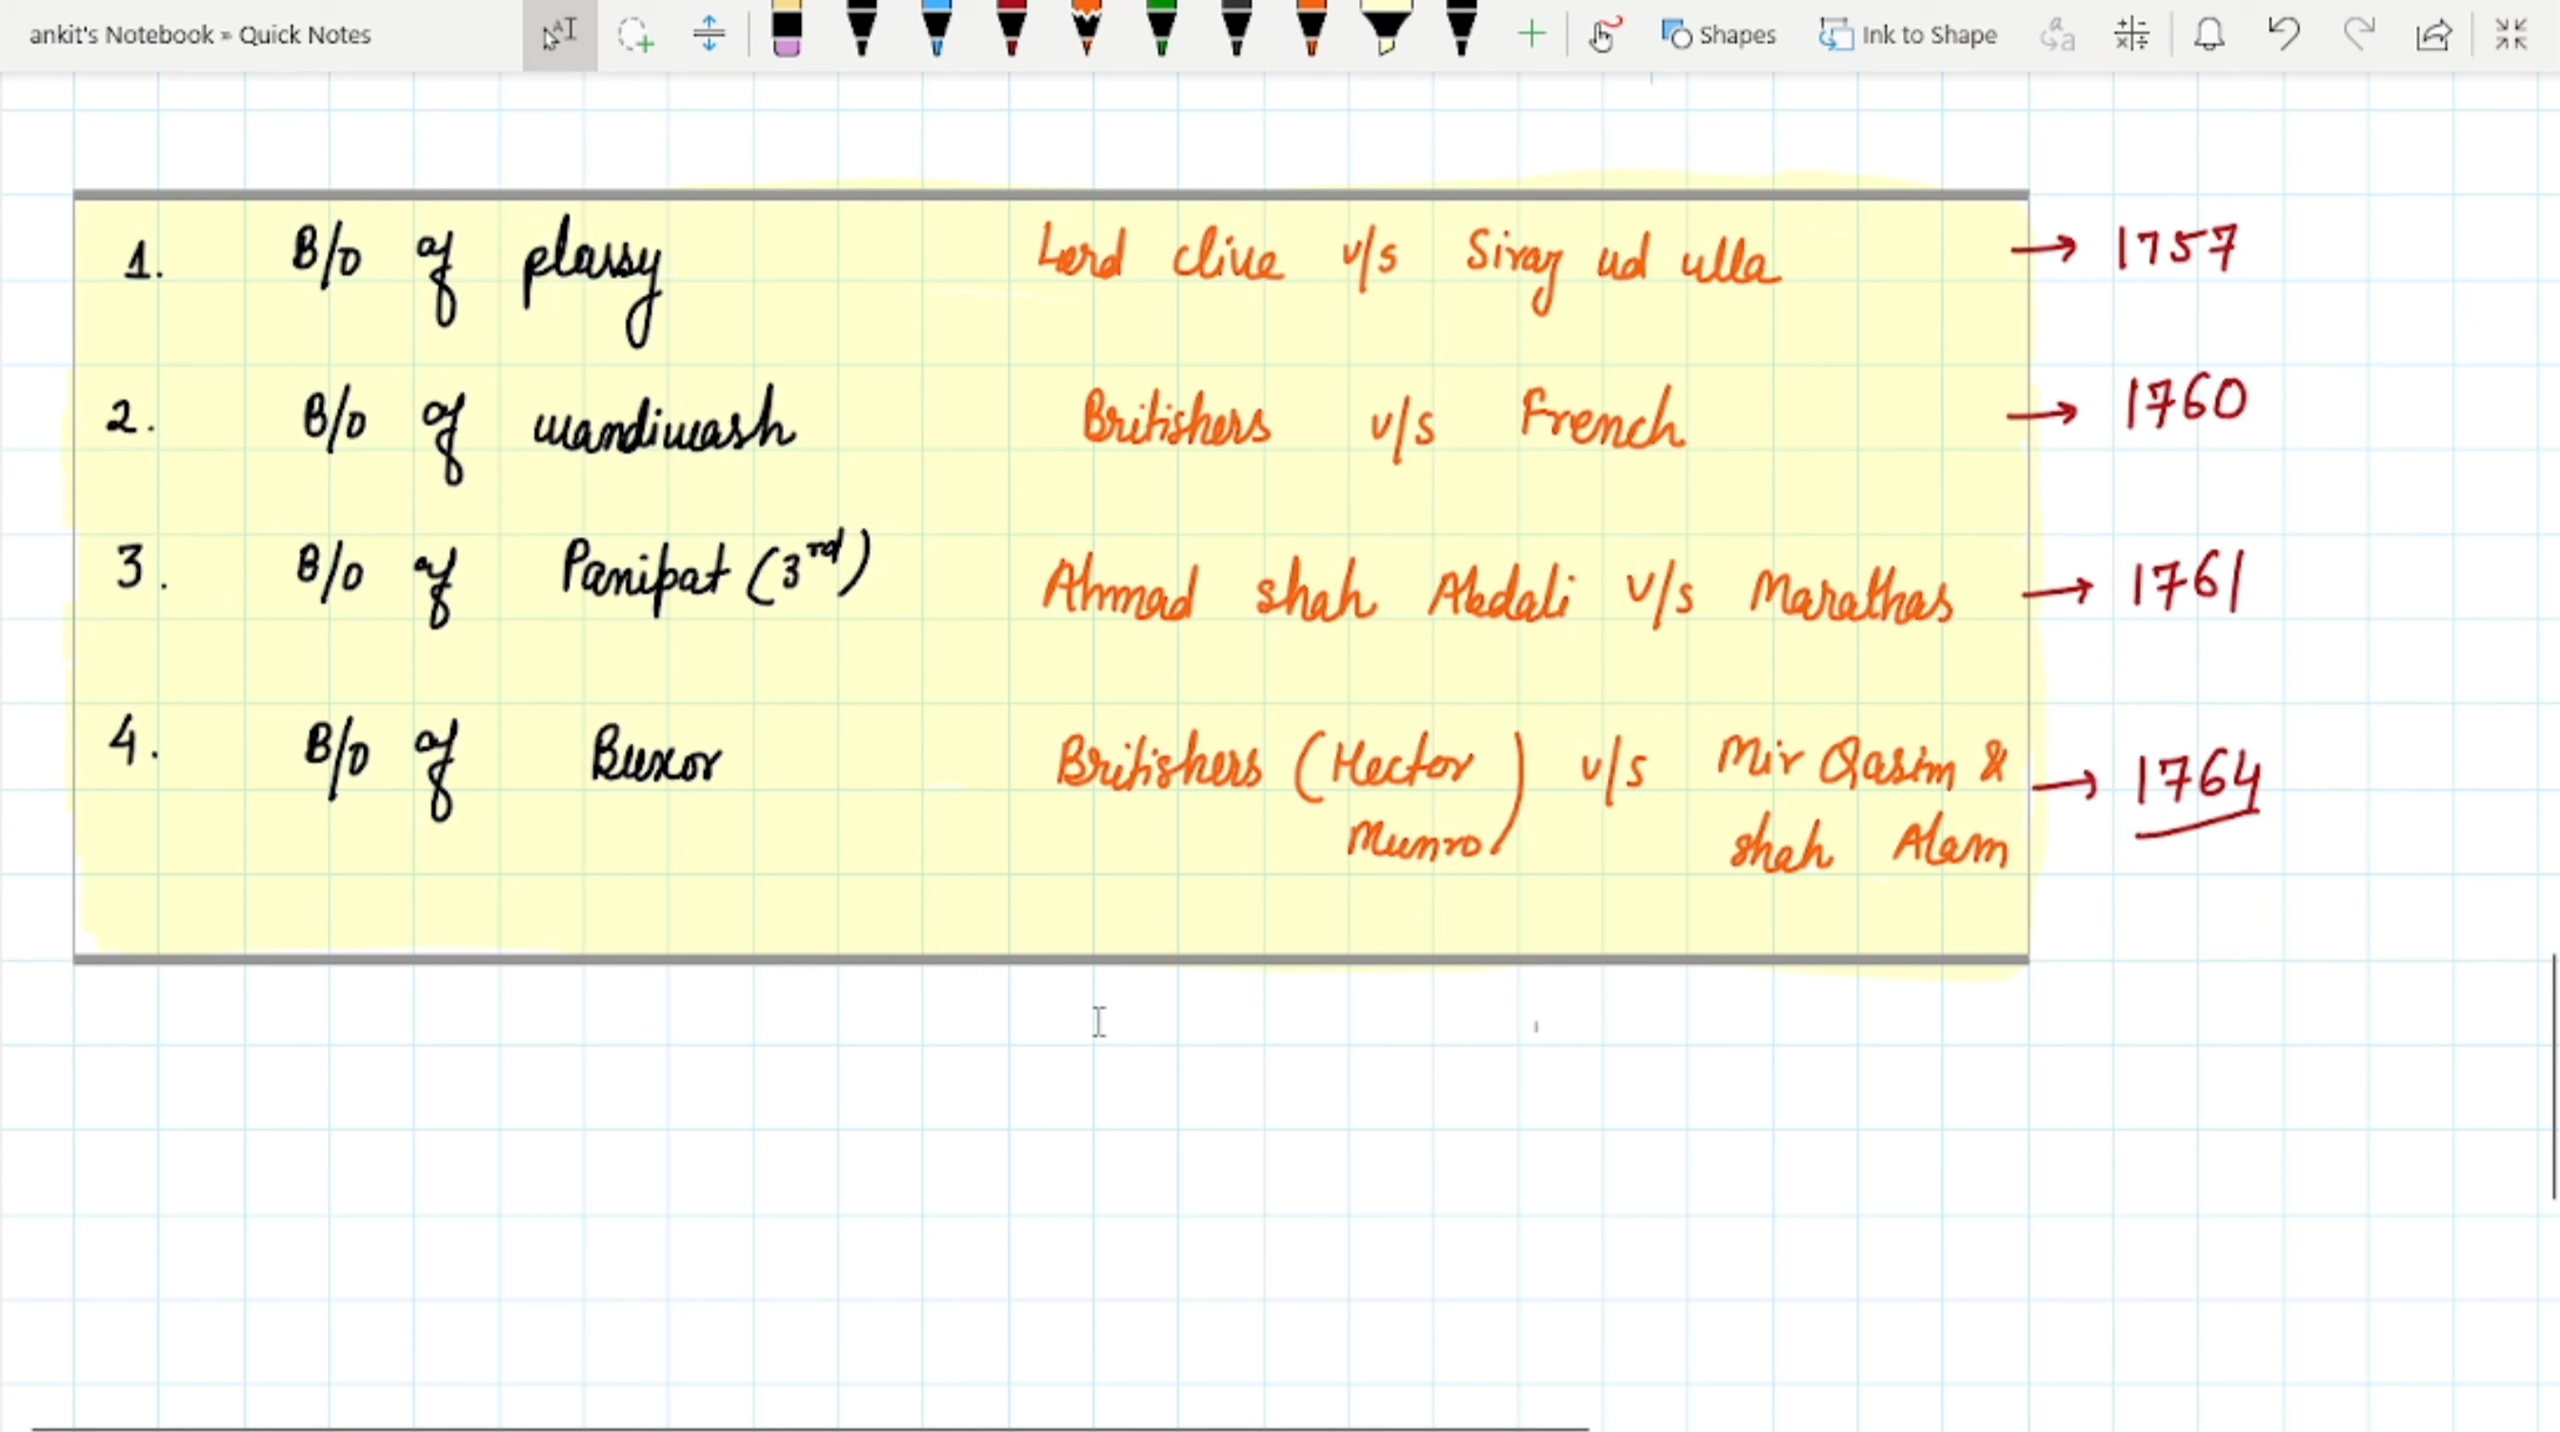 ankit's Notebook » Quick Notes Shapes Ink to Shape
1. B/o of plassy Lord clive v/s Siraj ud ulla → 1757
2. B/o of wandiwash Britishers v/s French → 1760
3. B/o of Panipat (3rd) Ahmad shah Abdali v/s Marathas → 1761
4. B/o of Buxor Britishers (Hector Munro) v/s Mir Qasim & shah Alam → 1764